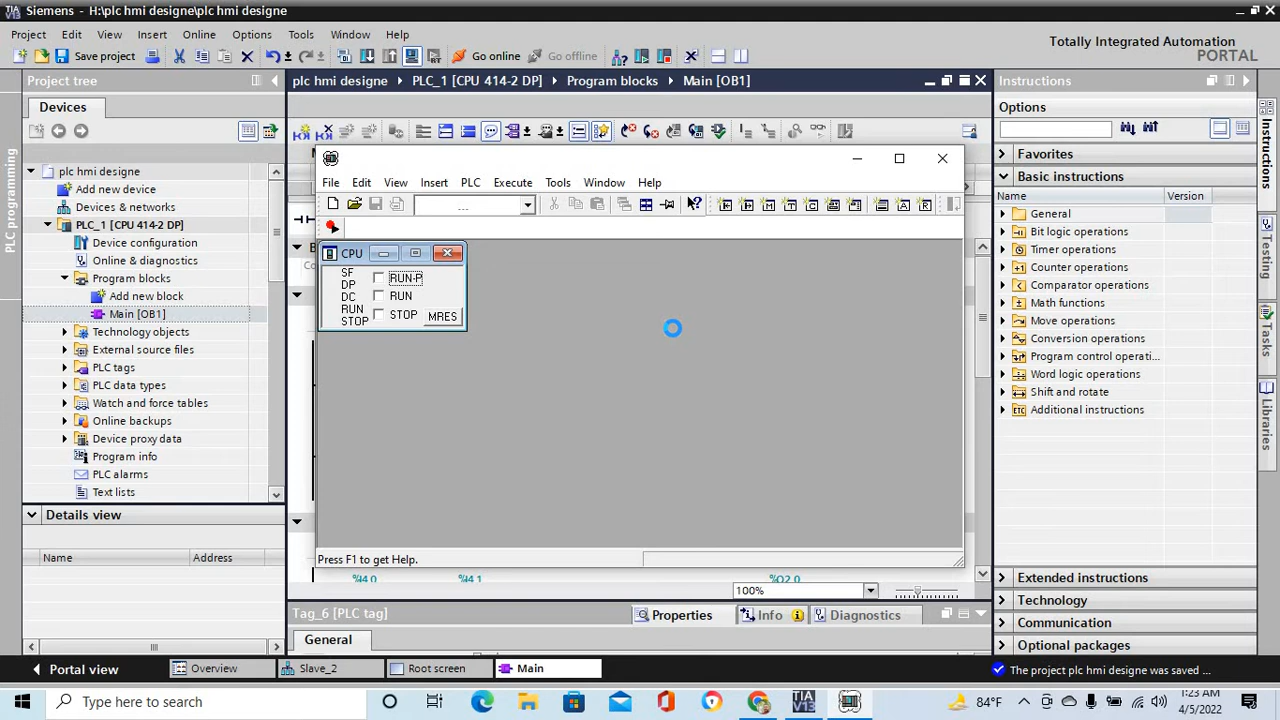 Siemens - H:\plc hmi designe\plc hmi designe
Project Edit View Insert Online Options Tools Window Help
Totally Integrated Automation
PORTAL
Save project Go online Go offline
Project tree
plc hmi designe PLC_1 [CPU 414-2 DP] Program blocks Main [OB1]
Instructions
Devices
Options
Favorites
Basic instructions
Name Version
General
Bit logic operations
Timer operations
Counter operations
Comparator operations
Math functions
Move operations
Conversion operations
Program control operati...
Word logic operations
Shift and rotate
Additional instructions
Extended instructions
Technology
Communication
Optional packages
PLC programming
plc hmi designe
Add new device
Devices & networks
PLC_1 [CPU 414-2 DP]
Device configuration
Online & diagnostics
Program blocks
Add new block
Main [OB1]
Technology objects
External source files
PLC tags
PLC data types
Watch and force tables
Online backups
Device proxy data
Program info
PLC alarms
Text lists
Details view
Name Address
File Edit View Insert PLC Execute Tools Window Help
...
CPU
SF
DP
DC
RUN
STOP
RUN-P
RUN
STOP
MRES
Press F1 to get Help.
%I4.0 %I4.1 %Q2.0
100%
Tag_6 [PLC tag]
Properties Info Diagnostics
General
Instructions
Testing
Tasks
Libraries
Portal view Overview Slave_2 Root screen Main
The project plc hmi designe was saved ...
Type here to search
84°F
1:23 AM
4/5/2022